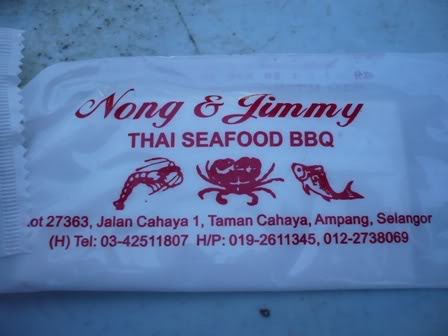 Nong & Jimmy
THAI SEAFOOD BBQ
27363, Jalan Cahaya 1, Taman Cahaya, Ampang, Selangor
(H) Tel: 03-42511807 H/P: 019-2611345, 012-2738069